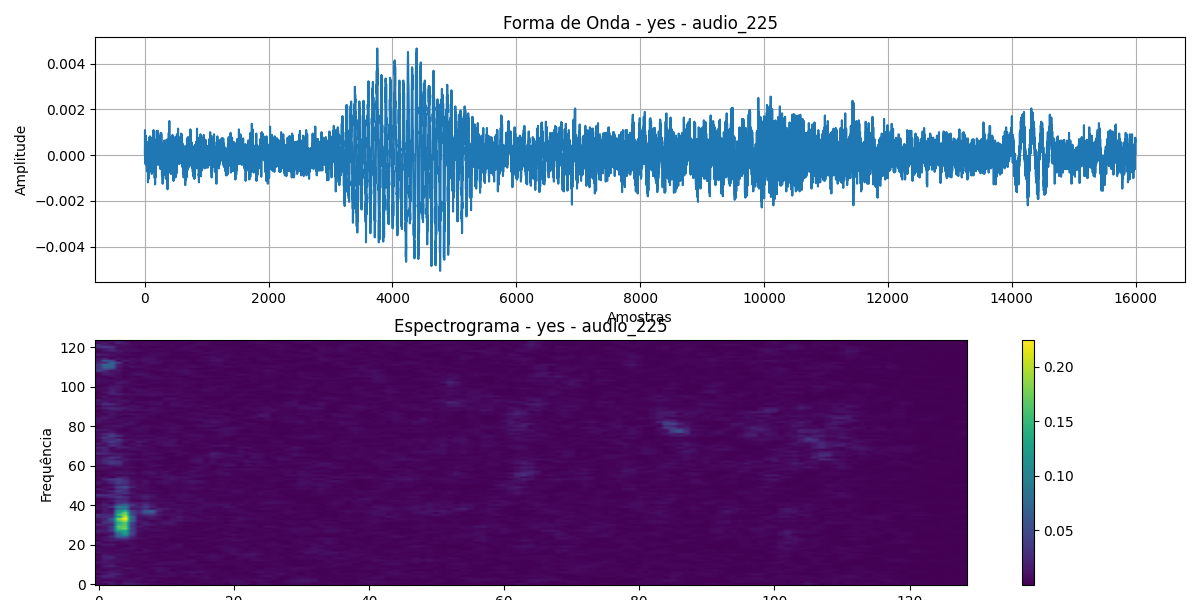 Forma de Onda - yes - audio_225
0.004
0.002
0.000
−0.002
−0.004
Amplitude
0 2000 4000 6000 8000 10000 12000 14000 16000
Amostras
Espectrograma - yes - audio_225
120
100
80
60
40
20
0
Frequência
0 20 40 60 80 100 120
0.20
0.15
0.10
0.05